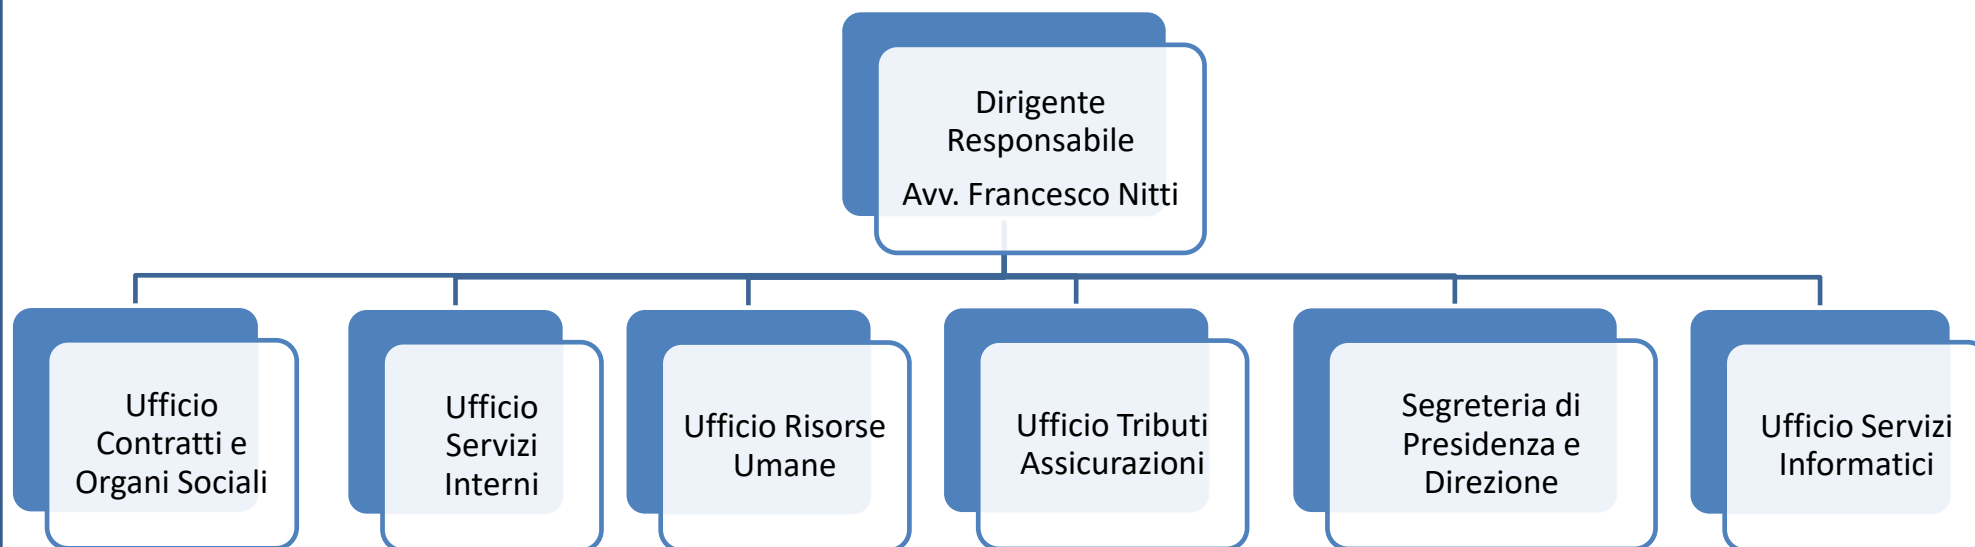 Dirigente
Responsabile
Avv. Francesco Nitti
Ufficio
Contratti e
Organi Sociali
Ufficio
Servizi
Interni
Ufficio Risorse
Umane
Ufficio Tributi
Assicurazioni
Segreteria di
Presidenza e
Direzione
Ufficio Servizi
Informatici